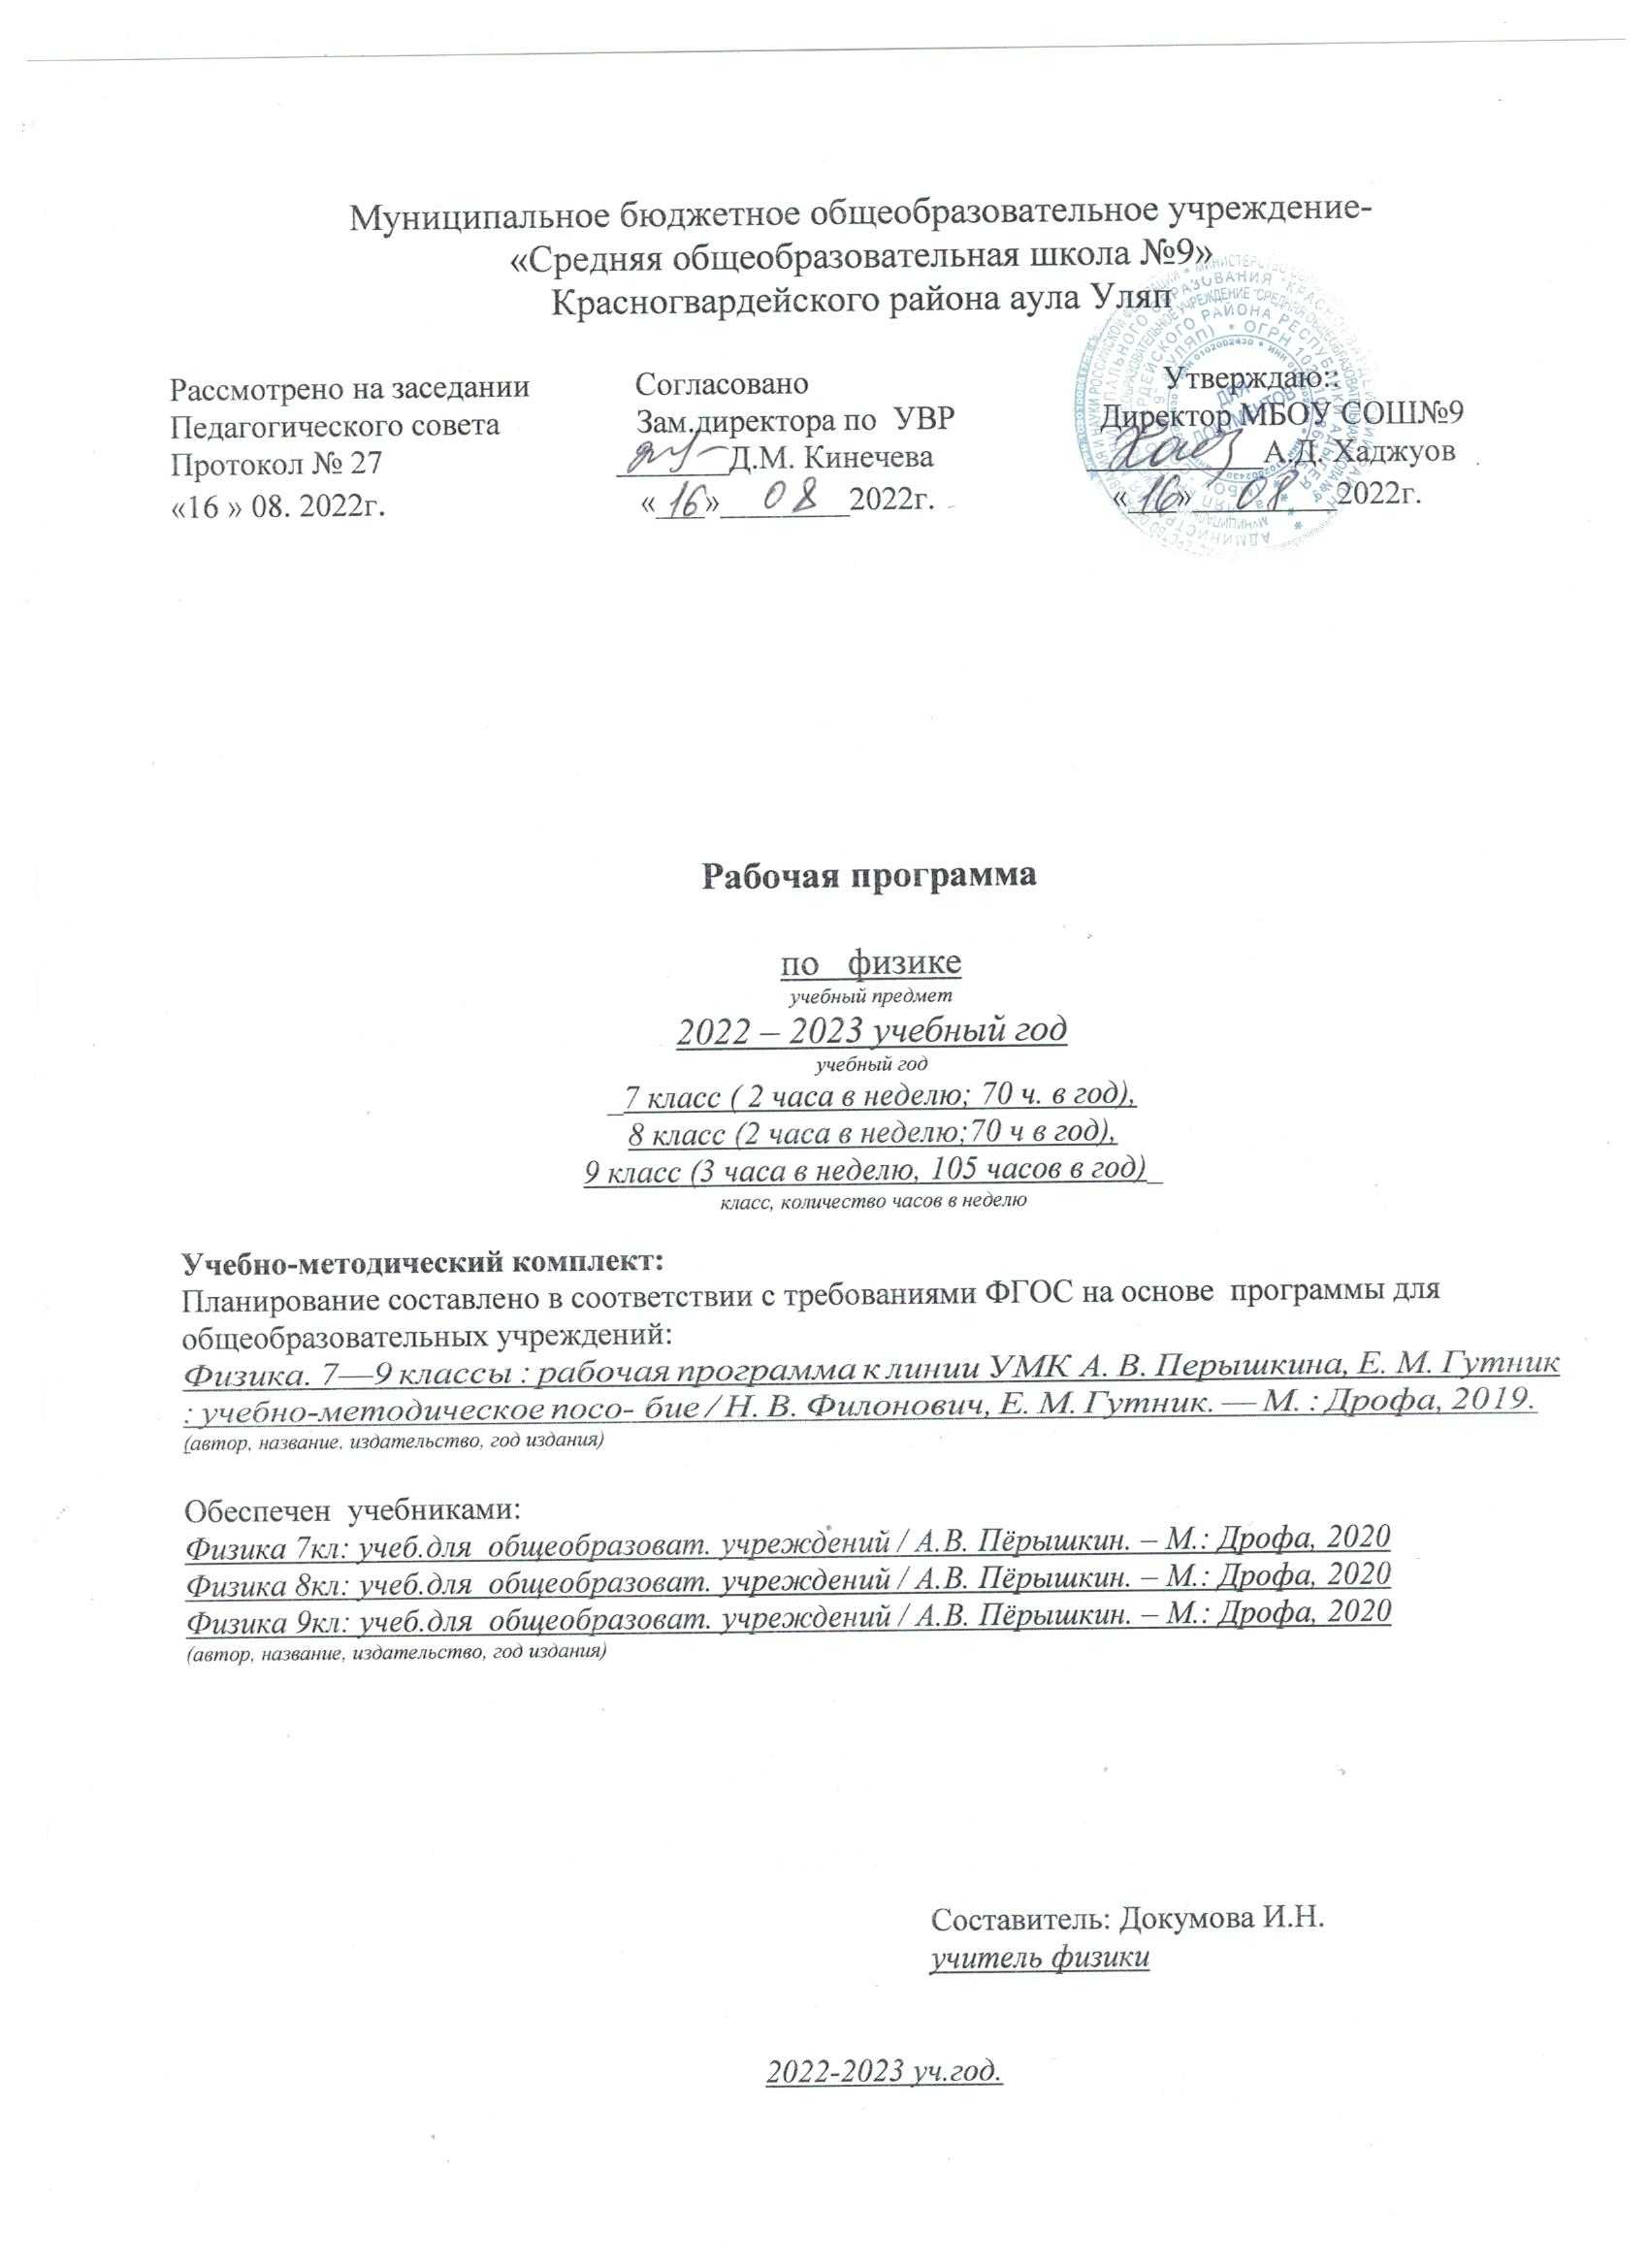 Муниципальное бюджетное общеобразовательное учреждение-
«Средняя общеобразовательная школа №9»
Красногвардейского района аула Уляп
Рассмотрено на заседании
Педагогического совета
Протокол № 27
«16 » 08. 2022г.
Согласовано
Зам.директора по УВР
_______Д.М. Кинечева
«16»  08  2022г.
Утверждаю::
Директор МБОУ СОШ№9
___________А.Д. Хаджуов
«16»  08  2022г.
ДЛЯ
ДОКУМЕНТОВ
Рабочая программа
по физике
учебный предмет
2022 – 2023 учебный год
учебный год
_7 класс ( 2 часа в неделю; 70 ч. в год),
8 класс (2 часа в неделю;70 ч в год),
9 класс (3 часа в неделю, 105 часов в год)_
класс, количество часов в неделю
Учебно-методический комплект:
Планирование составлено в соответствии с требованиями ФГОС на основе программы для
общеобразовательных учреждений:
Физика. 7—9 классы : рабочая программа к линии УМК А. В. Перышкина, Е. М. Гутник
: учебно-методическое посо- бие / Н. В. Филонович, Е. М. Гутник. — М. : Дрофа, 2019.
(автор, название, издательство, год издания)
Обеспечен учебниками:
Физика 7кл: учеб.для общеобразоват. учреждений / А.В. Пёрышкин. – М.: Дрофа, 2020
Физика 8кл: учеб.для общеобразоват. учреждений / А.В. Пёрышкин. – М.: Дрофа, 2020
Физика 9кл: учеб.для общеобразоват. учреждений / А.В. Пёрышкин. – М.: Дрофа, 2020
(автор, название, издательство, год издания)
Составитель: Докумова И.Н.
учитель физики
2022-2023 уч.год.